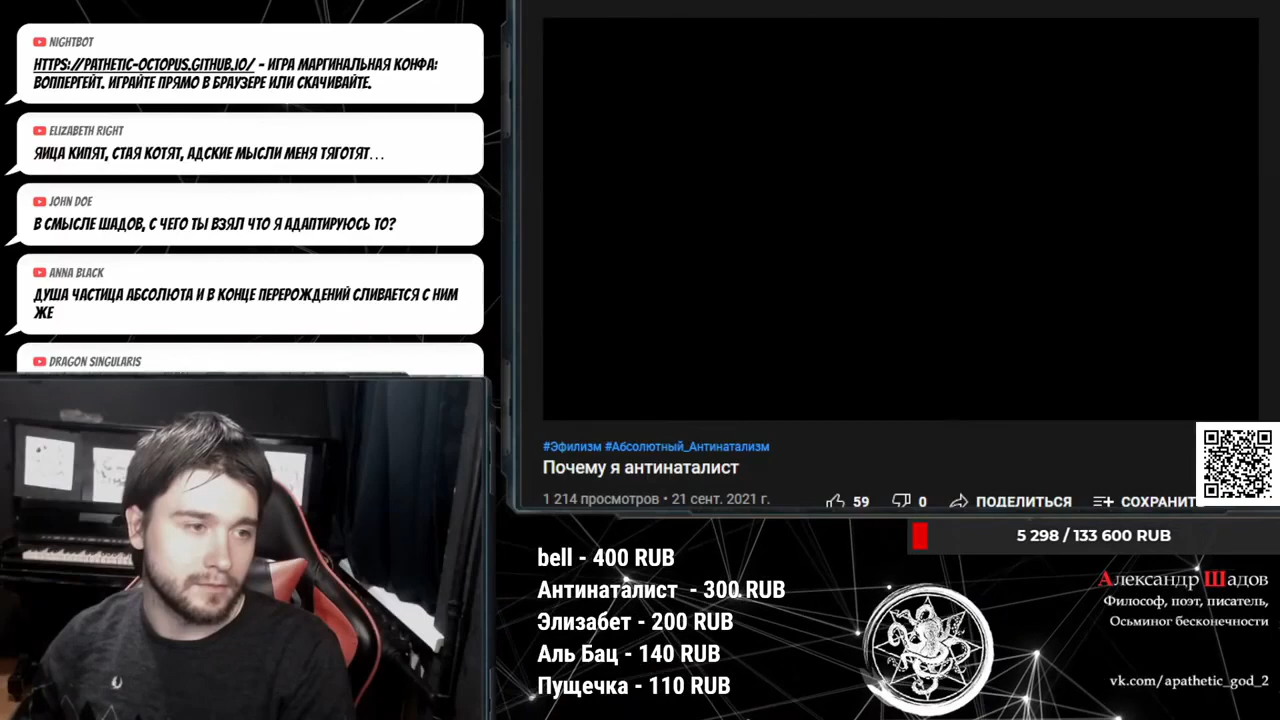 NIGHTBOT
HTTPS://PATHETIC-OCTOPUS.GITHUB.IO/ - ИГРА МАРГИНАЛЬНАЯ КОНФА:
ВОППЕРГЕЙТ. ИГРАЙТЕ ПРЯМО В БРАУЗЕРЕ ИЛИ СКАЧИВАЙТЕ.
ELIZABETH RIGHT
ЯИЦА КИПЯТ, СТАЯ КОТЯТ, АДСКИЕ МЫСЛИ МЕНЯ ТЯГОТЯТ...
JOHN DOE
В СМЫСЛЕ ШАДОВ, С ЧЕГО ТЫ ВЗЯЛ ЧТО Я АДАПТИРУЮСЬ ТО?
ANNA BLACK
ДУША ЧАСТИЦА АБСОЛЮТА И В КОНЦЕ ПЕРЕРОЖДЕНИЙ СЛИВАЕТСЯ С НИМ
ЖЕ
DRAGON SINGULARIS
#Эфилизм #Абсолютный_Антинатализм
Почему я антинаталист
1 214 просмотров • 21 сент. 2021 г.
59
0
ПОДЕЛИТЬСЯ
СОХРАНИТЬ
5 298 / 133 600 RUB
bell - 400 RUB
Антинаталист - 300 RUB
Элизабет - 200 RUB
Аль Бац - 140 RUB
Пущечка - 110 RUB
Александр Шадов
Философ, поэт, писатель,
Осьминог бесконечности
vk.com/apathetic_god_2